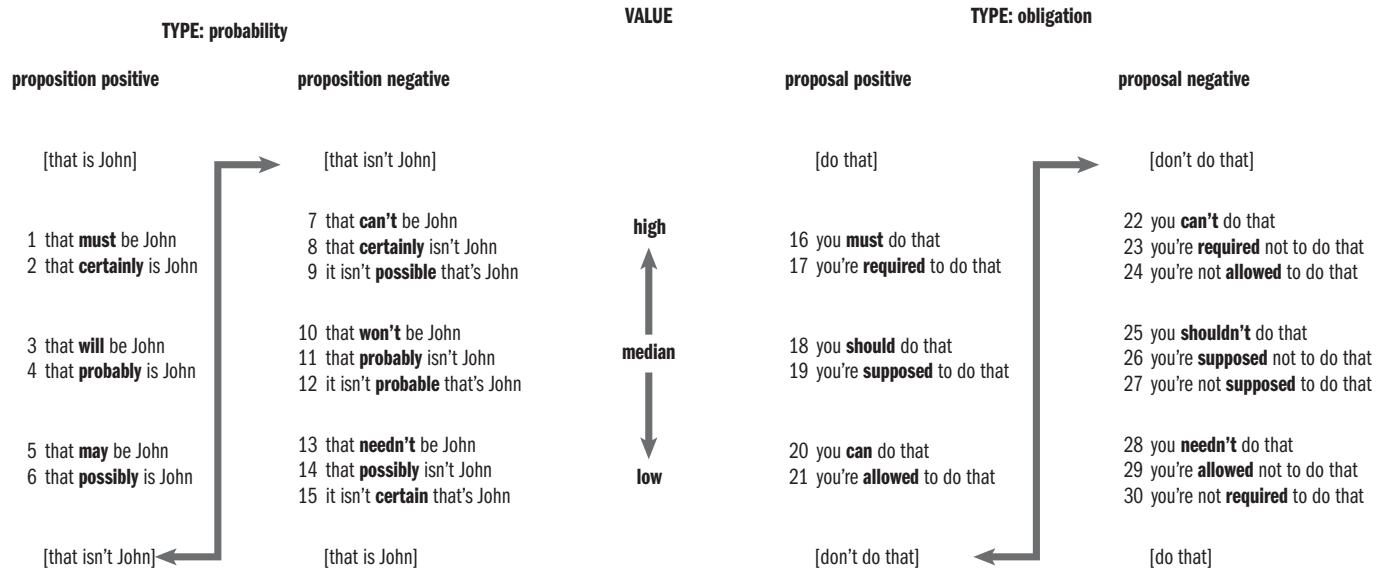 TYPE: probability
VALUE
TYPE: obligation
proposition positive
proposition negative
proposal positive
proposal negative
[that is John]
[that isn't John]
[do that]
[don't do that]
1 that must be John
2 that certainly is John
7 that can't be John
8 that certainly isn't John
9 it isn't possible that's John
high
16 you must do that
17 you're required to do that
22 you can't do that
23 you're required not to do that
24 you're not allowed to do that
3 that will be John
4 that probably is John
10 that won't be John
11 that probably isn't John
12 it isn't probable that's John
median
18 you should do that
19 you're supposed to do that
25 you shouldn't do that
26 you're supposed not to do that
27 you're not supposed to do that
5 that may be John
6 that possibly is John
13 that needn't be John
14 that possibly isn't John
15 it isn't certain that's John
low
20 you can do that
21 you're allowed to do that
28 you needn't do that
29 you're allowed not to do that
30 you're not required to do that
[that isn't John]
[that is John]
[don't do that]
[do that]